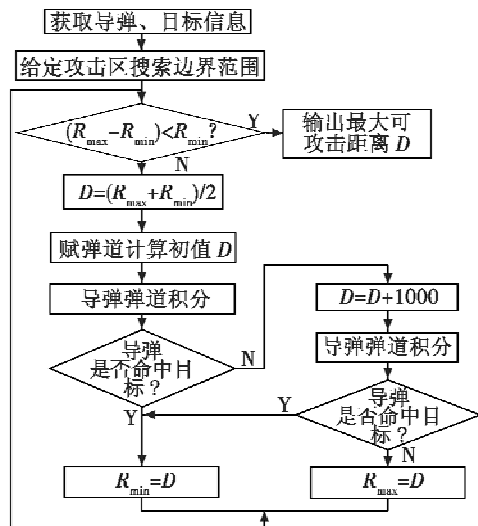 获取导弹、目标信息
给定攻击区搜索边界范围
(Rmax−Rmin)<Rmin?
Y
输出最大可
攻击距离 D
N
D=(Rmax+Rmin)/2
赋弹道计算初值 D
导弹弹道积分
导弹
是否命中目
标？
N
Y
D=D+1000
导弹弹道积分
导弹
是否命中目
标？
Y
N
Rmin=D
Rmax=D